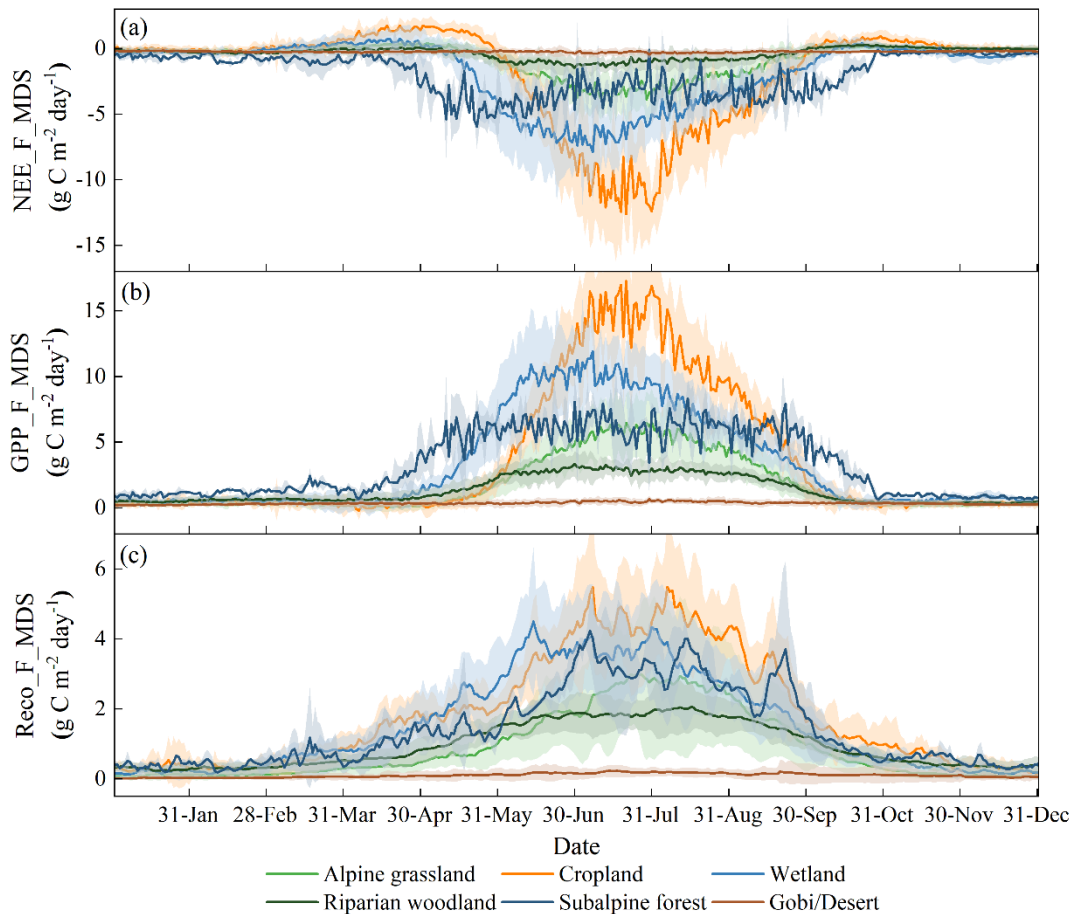 (a)
0
-5
-10
-15
NEE_F_MDS
(g C m-2 day-1)
(b)
15
10
5
0
GPP_F_MDS
(g C m-2 day-1)
(c)
6
4
2
0
Reco_F_MDS
(g C m-2 day-1)
31-Jan 28-Feb 31-Mar 30-Apr 31-May 30-Jun 31-Jul 31-Aug 30-Sep 31-Oct 30-Nov 31-Dec
Date
Alpine grassland Cropland Wetland
Riparian woodland Subalpine forest Gobi/Desert